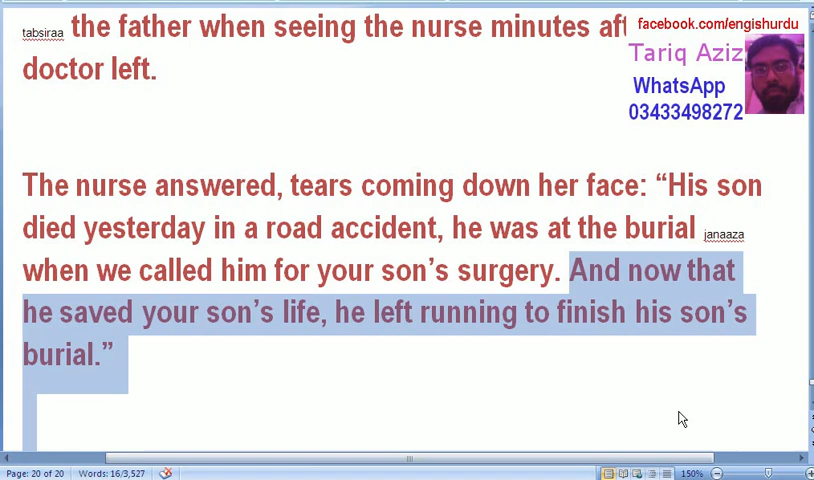 tabsiraa the father when seeing the nurse minutes aft
facebook.com/engishurdu
doctor left.
Tariq Aziz
WhatsApp
03433498272
The nurse answered, tears coming down her face: “His son
died yesterday in a road accident, he was at the burial janaaza
when we called him for your son’s surgery. And now that
he saved your son’s life, he left running to finish his son’s
burial.”
Page: 20 of 20 Words: 16/3,527 150%